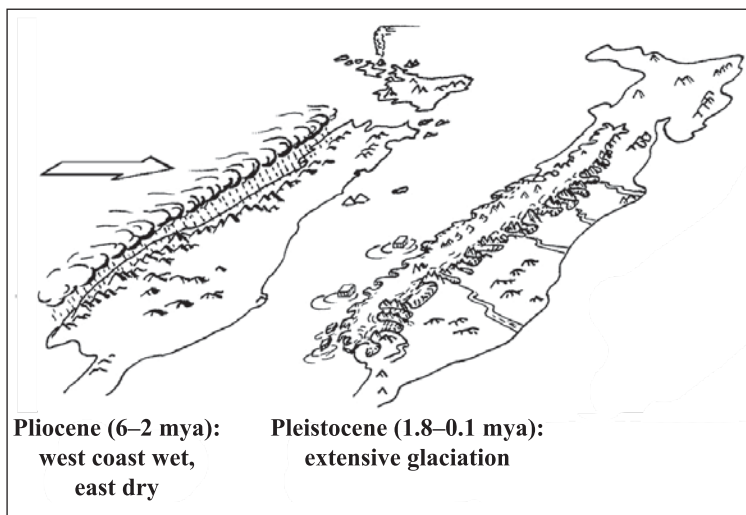 Pliocene (6–2 mya):
west coast wet,
east dry
Pleistocene (1.8–0.1 mya):
extensive glaciation